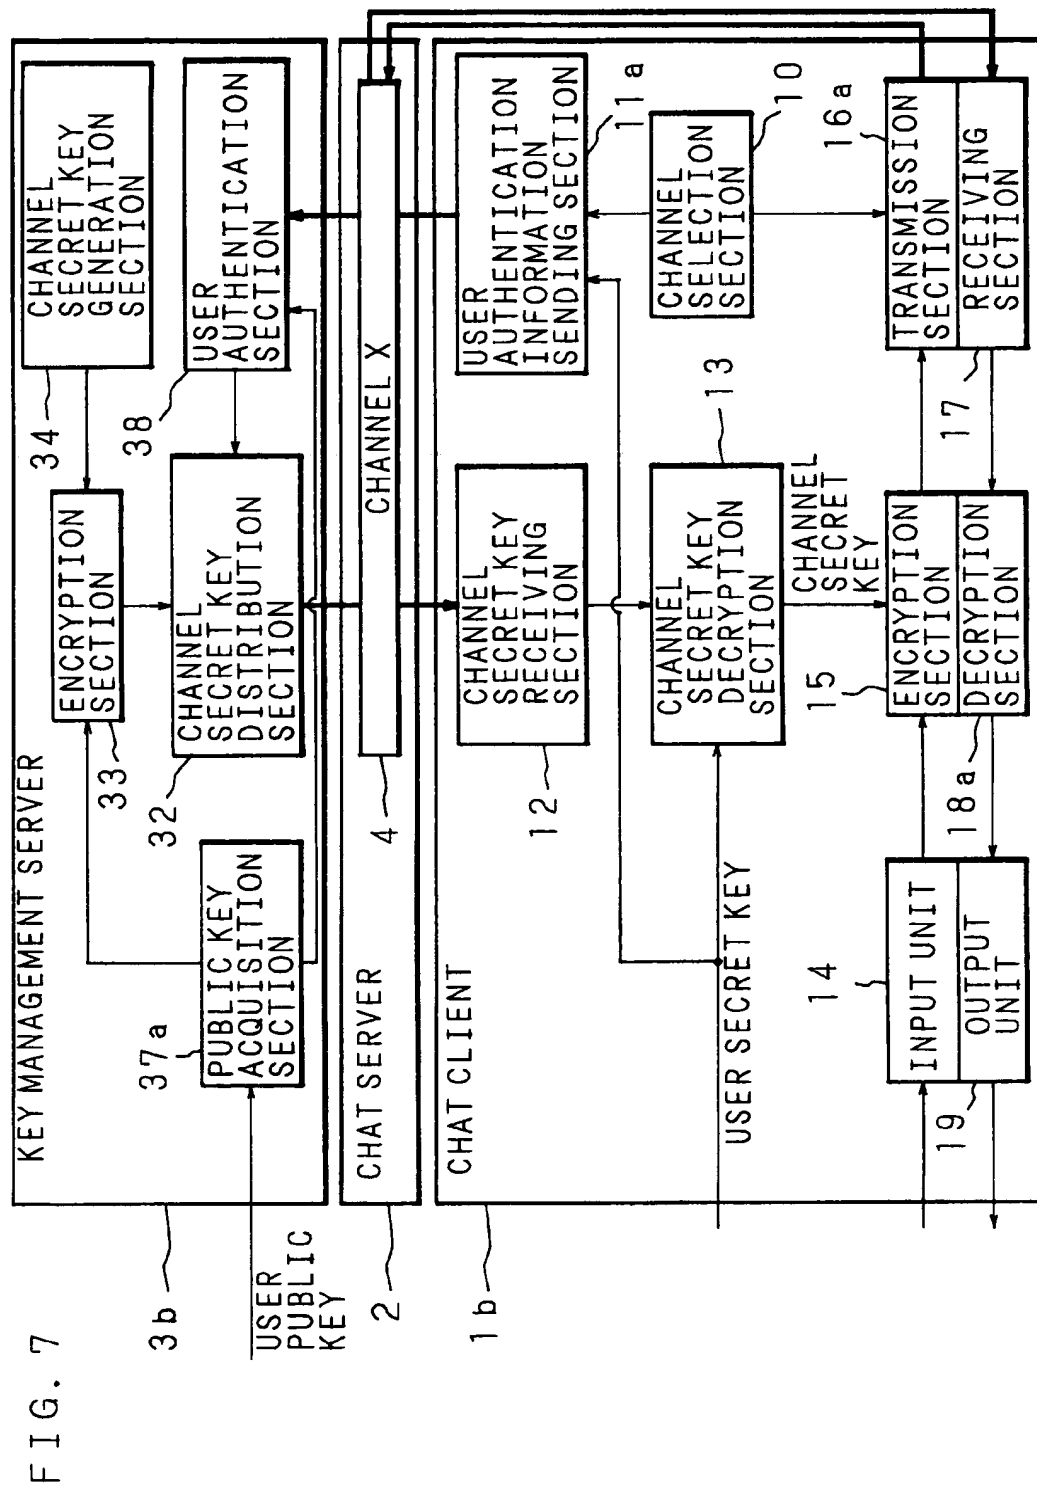 FIG. 7
KEY MANAGEMENT SERVER
3b
USER
PUBLIC
KEY
37a
PUBLIC KEY
ACQUISITION
SECTION
33
ENCRYPTION
SECTION
34
CHANNEL
SECRET KEY
GENERATION
SECTION
32
CHANNEL
SECRET KEY
DISTRIBUTION
SECTION
38
USER
AUTHENTICATION
SECTION
CHAT SERVER
2
4
CHANNEL X
CHAT CLIENT
1b
12
CHANNEL
SECRET KEY
RECEIVING
SECTION
USER
AUTHENTICATION
INFORMATION
SENDING SECTION
11a
CHANNEL
SECRET KEY
DECRYPTION
SECTION
13
CHANNEL
SELECTION
SECTION
10
USER SECRET KEY
CHANNEL
SECRET
KEY
14
INPUT UNIT
OUTPUT
UNIT
19
15
ENCRYPTION
SECTION
DECRYPTION
SECTION
18a
16a
TRANSMISSION
SECTION
RECEIVING
SECTION
17